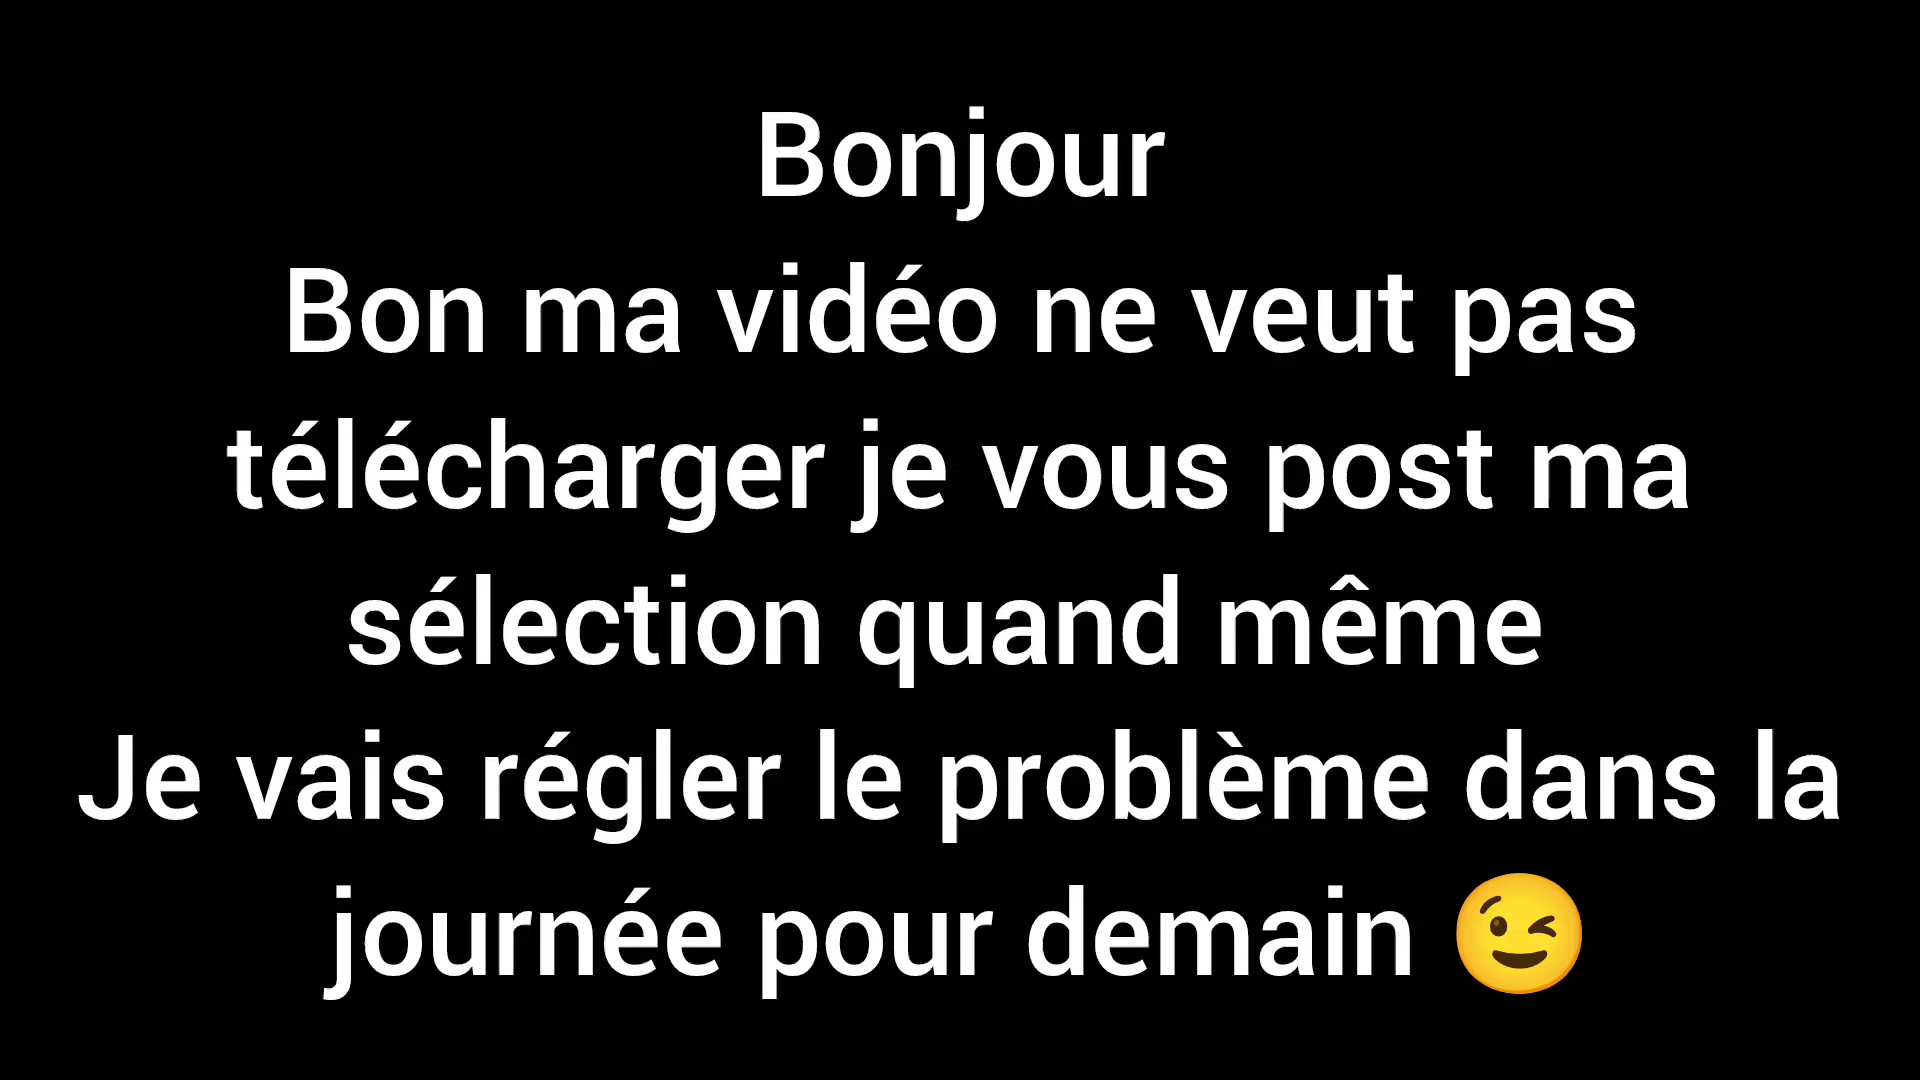 Bonjour
Bon ma vidéo ne veut pas
télécharger je vous post ma
sélection quand même
Je vais régler le problème dans la
journée pour demain 😉